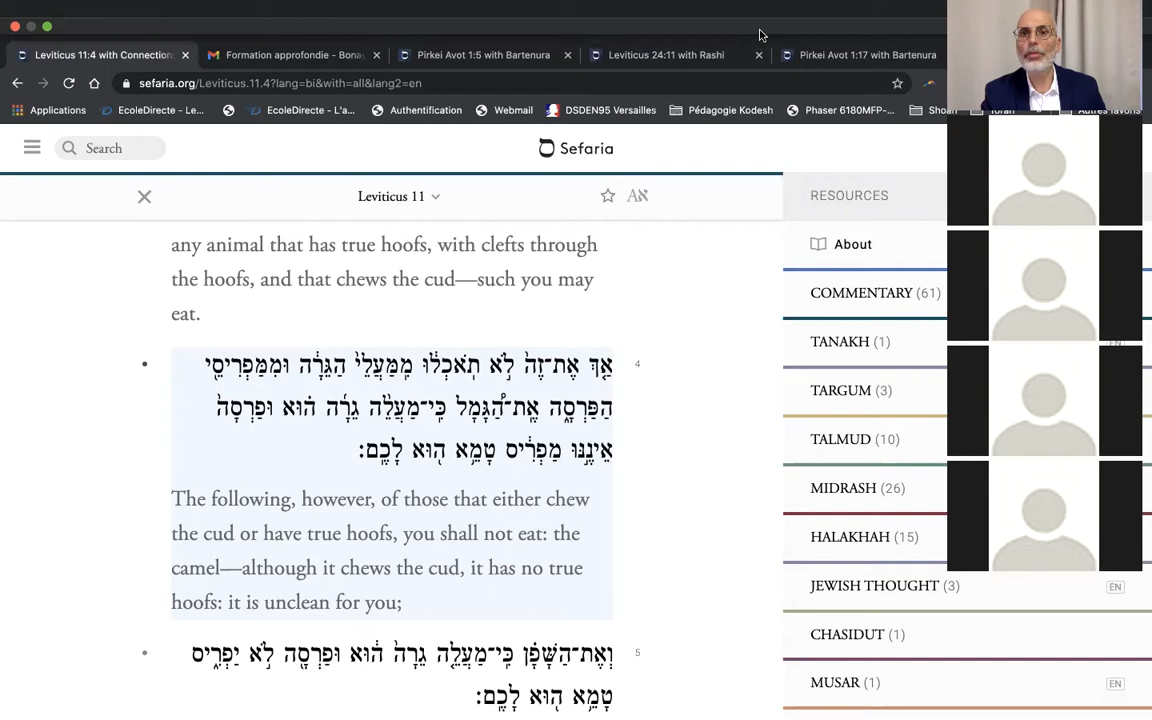 Leviticus 11:4 with Connection
Formation approfondie - Bona
Pirkei Avot 1:5 with Bartenura
Leviticus 24:11 with Rashi
Pirkei Avot 1:17 with Bartenura
sefaria.org/Leviticus.11.4?lang=bi&with=all&lang2=en
Applications
EcoleDirecte - Le...
EcoleDirecte - L'a...
Authentification
Webmail
DSDEN95 Versailles
Pédagogie Kodesh
Phaser 6180MFP-...
Autres favoris
Search
Sefaria
Leviticus 11
RESOURCES
any animal that has true hoofs, with clefts through
the hoofs, and that chews the cud—such you may
eat.
4
אַ֤ךְ אֶת־זֶה֙ לֹ֣א תֹֽאכְל֔וּ מִֽמַּעֲלֵי֙ הַגֵּרָ֔ה וּמִמַּפְרִסֵ֖י
הַפַּרְסָ֑ה אֶֽת־הַ֠גָּמָל כִּֽי־מַעֲלֵ֨ה גֵרָ֜ה ה֗וּא וּפַרְסָה֙
אֵינֶ֣נּוּ מַפְרִ֔יס טָמֵ֥א ה֖וּא לָכֶֽם׃
The following, however, of those that either chew
the cud or have true hoofs, you shall not eat: the
camel—although it chews the cud, it has no true
hoofs: it is unclean for you;
5
וְאֶת־הַשָּׁפָ֗ן כִּֽי־מַעֲלֵ֤ה גֵרָה֙ ה֔וּא וּפַרְסָ֖ה לֹ֣א יַפְרִ֑יס
טָמֵ֥א ה֖וּא לָכֶֽם׃
About
COMMENTARY (61)
TANAKH (1)
TARGUM (3)
TALMUD (10)
MIDRASH (26)
HALAKHAH (15)
JEWISH THOUGHT (3) EN
CHASIDUT (1)
MUSAR (1) EN